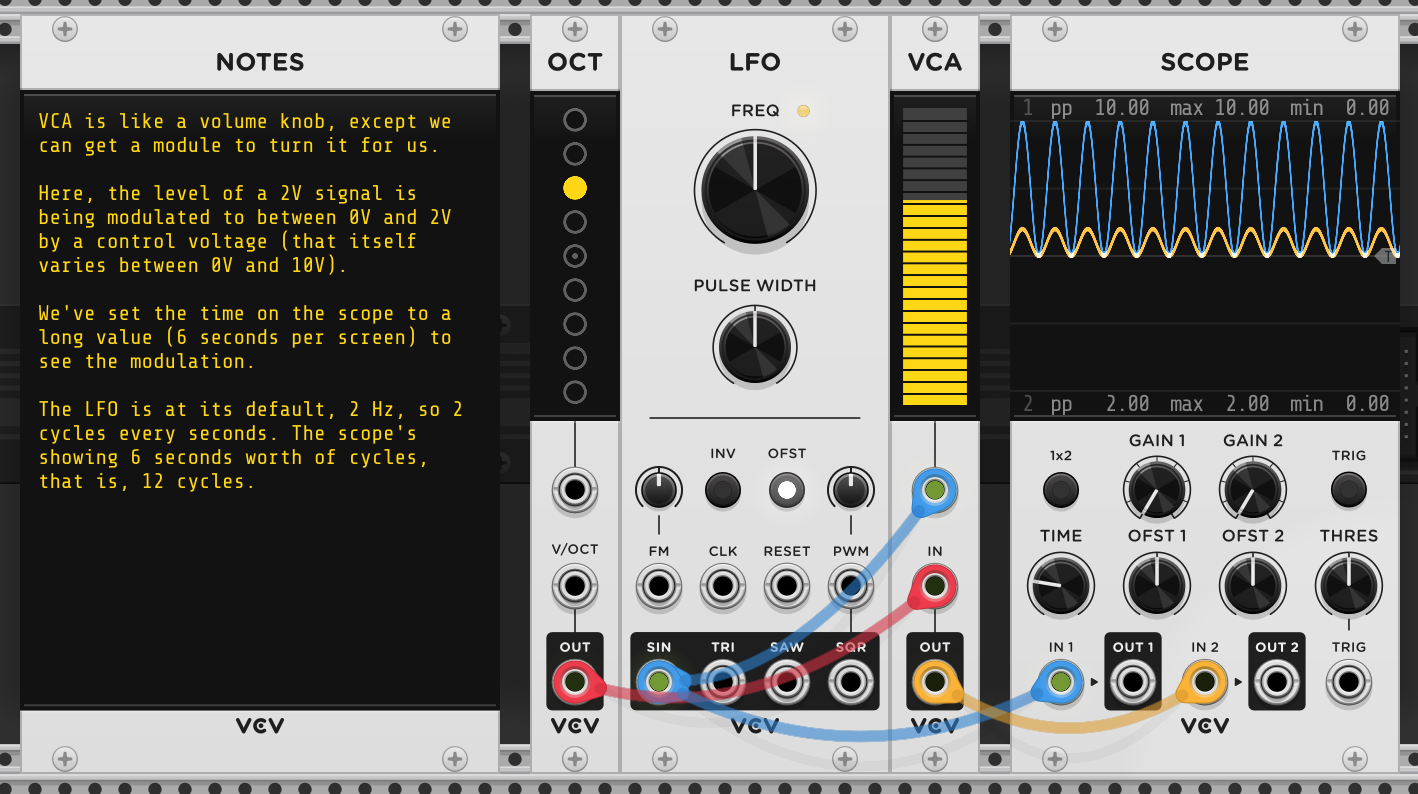 NOTES
VCA is like a volume knob, except we
can get a module to turn it for us.
Here, the level of a 2V signal is
being modulated to between 0V and 2V
by a control voltage (that itself
varies between 0V and 10V).
We've set the time on the scope to a
long value (6 seconds per screen) to
see the modulation.
The LFO is at its default, 2 Hz, so 2
cycles every seconds. The scope's
showing 6 seconds worth of cycles,
that is, 12 cycles.
VCV
OCT
V/OCT
OUT
VCV
LFO
FREQ
PULSE WIDTH
INV OFST
FM CLK RESET PWM
SIN TRI SAW SQR
VCV
VCA
IN
OUT
VCV
SCOPE
1 pp 10.00 max 10.00 min 0.00
T
2 pp 2.00 max 2.00 min 0.00
1x2 GAIN 1 GAIN 2 TRIG
TIME OFST 1 OFST 2 THRES
IN 1 OUT 1 IN 2 OUT 2 TRIG
VCV